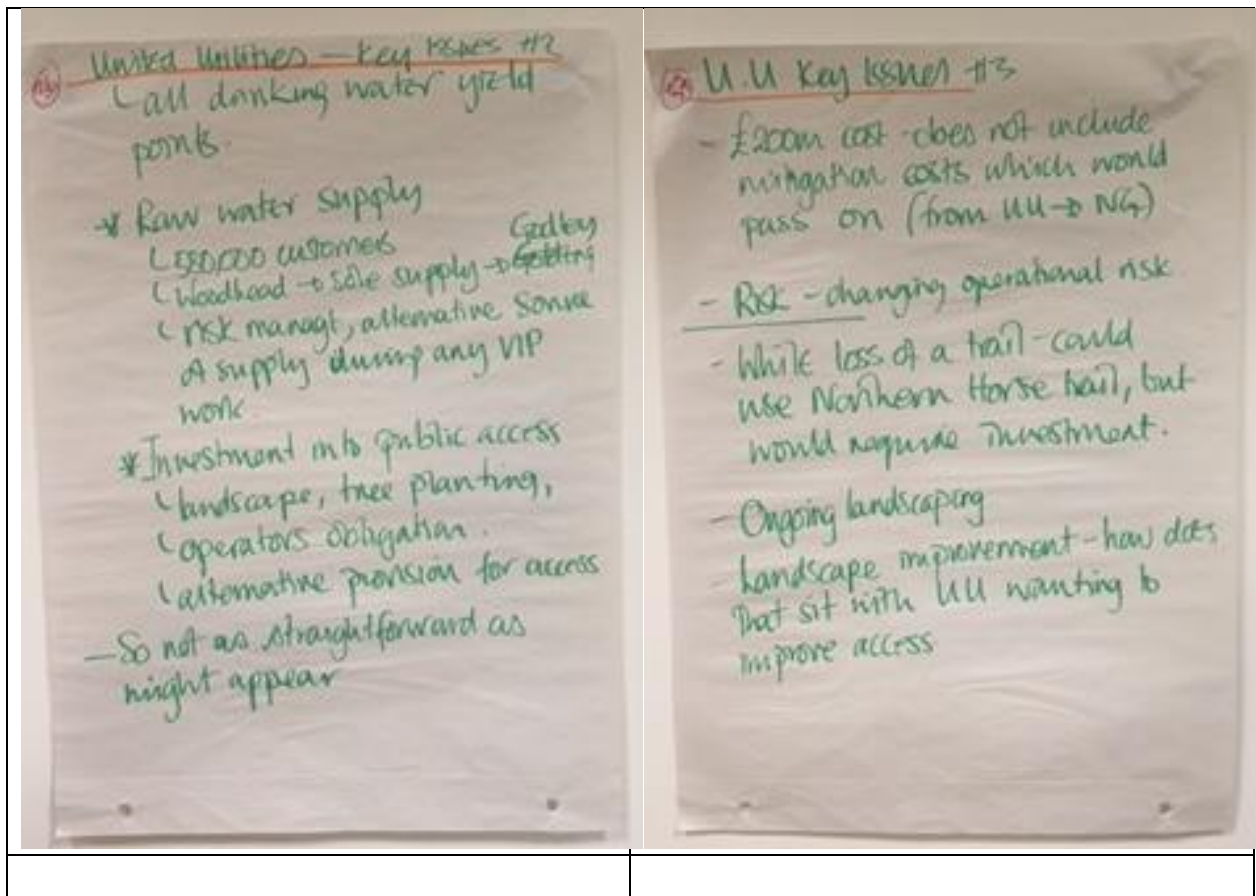 United Utilities - Key Issues #2
all drinking water yield
points.
* Raw water supply
550000 customers
Godley
Woodhead → sole supply →
risk managt, alternative source
of supply during any VIP
work.
* Investment into public access
landscape, tree planting,
operators obligation.
alternative provision for access
- So not as straightforward as
might appear
U.U Key Issues #3
- £200m cost - does not include
mitigation costs which would
pass on (from UU → NG)
- Risk - changing operational risk
- While loss of a trail - could
use Northern Horse trail, but
would require investment.
- Ongoing landscaping
- Landscape improvement - how does
that sit with UU wanting to
improve access